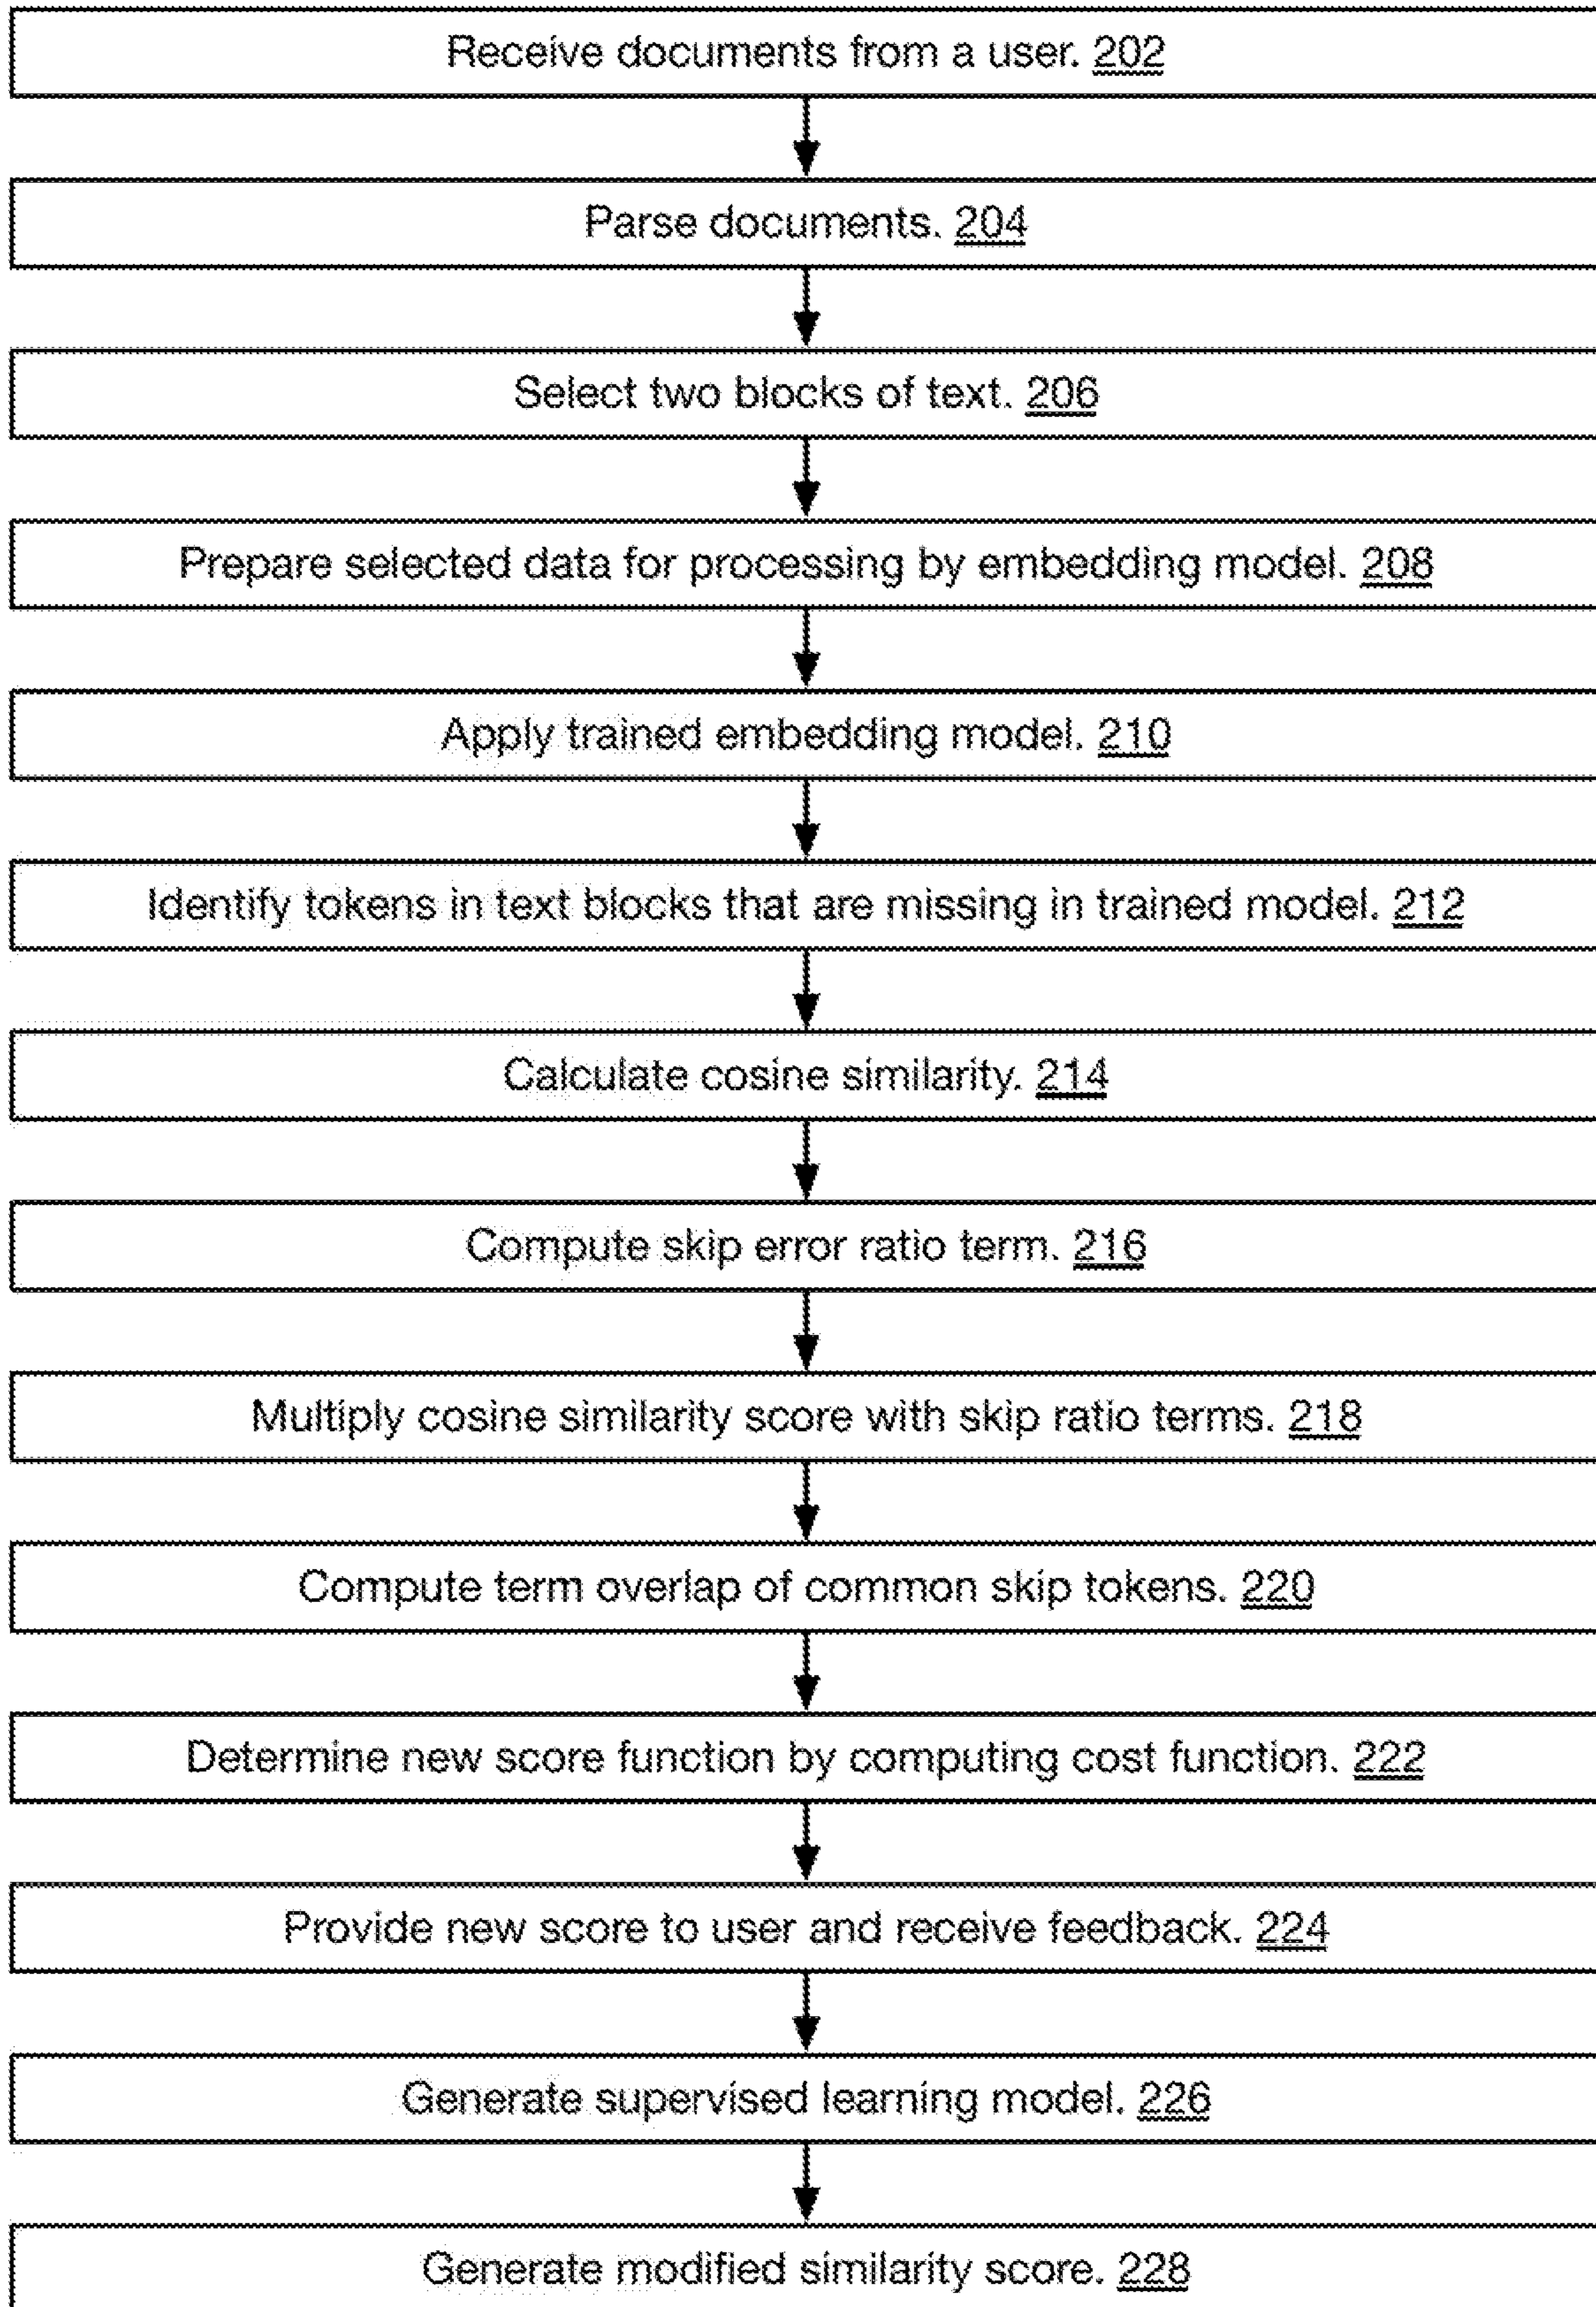 Receive documents from a user. 202
Parse documents. 204
Select two blocks of text. 206
Prepare selected data for processing by embedding model. 208
Apply trained embedding model. 210
Identify tokens in text blocks that are missing in trained model. 212
Calculate cosine similarity. 214
Compute skip error ratio term. 216
Multiply cosine similarity score with skip ratio terms. 218
Compute term overlap of common skip tokens. 220
Determine new score function by computing cost function. 222
Provide new score to user and receive feedback. 224
Generate supervised learning model. 226
Generate modified similarity score. 228